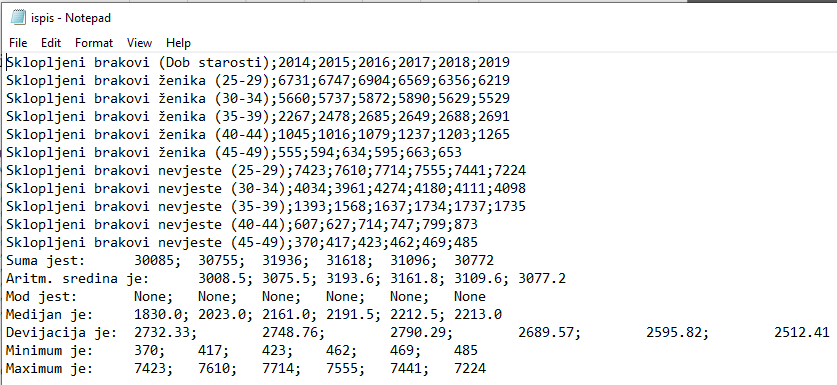 ispis - Notepad
File Edit Format View Help
Sklopljeni brakovi (Dob starosti);2014;2015;2016;2017;2018;2019
Sklopljeni brakovi ženika (25-29);6731;6747;6904;6569;6356;6219
Sklopljeni brakovi ženika (30-34);5660;5737;5872;5890;5629;5529
Sklopljeni brakovi ženika (35-39);2267;2478;2685;2649;2688;2691
Sklopljeni brakovi ženika (40-44);1045;1016;1079;1237;1203;1265
Sklopljeni brakovi ženika (45-49);555;594;634;595;663;653
Sklopljeni brakovi nevjeste (25-29);7423;7610;7714;7555;7441;7224
Sklopljeni brakovi nevjeste (30-34);4034;3961;4274;4180;4111;4098
Sklopljeni brakovi nevjeste (35-39);1393;1568;1637;1734;1737;1735
Sklopljeni brakovi nevjeste (40-44);607;627;714;747;799;873
Sklopljeni brakovi nevjeste (45-49);370;417;423;462;469;485
Suma jest: 30085; 30755; 31936; 31618; 31096; 30772
Aritm. sredina je: 3008.5; 3075.5; 3193.6; 3161.8; 3109.6; 3077.2
Mod jest: None; None; None; None; None; None
Medijan je: 1830.0; 2023.0; 2161.0; 2191.5; 2212.5; 2213.0
Devijacija je: 2732.33; 2748.76; 2790.29; 2689.57; 2595.82; 2512.41
Minimum je: 370; 417; 423; 462; 469; 485
Maximum je: 7423; 7610; 7714; 7555; 7441; 7224